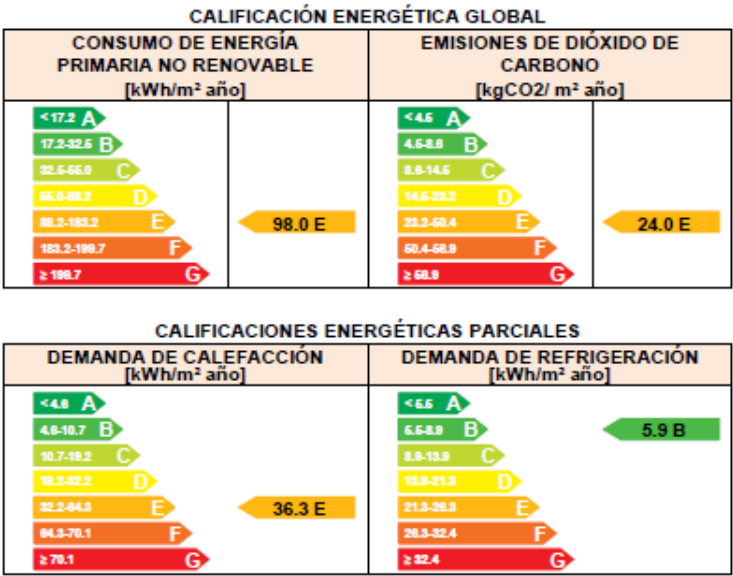 CALIFICACIÓN ENERGÉTICA GLOBAL
CONSUMO DE ENERGÍA
PRIMARIA NO RENOVABLE
[kWh/m² año]
<17.2 A
17.2-32.5 B
32.5-55.0 C
55.0-88.2 D
88.2-183.2 E
183.2-199.7 F
≥ 199.7 G
98.0 E
EMISIONES DE DIÓXIDO DE
CARBONO
[kgCO2/ m² año]
<4.5 A
4.5-8.8 B
8.8-14.5 C
14.5-23.2 D
23.2-50.4 E
50.4-58.9 F
≥ 58.9 G
24.0 E
CALIFICACIONES ENERGÉTICAS PARCIALES
DEMANDA DE CALEFACCIÓN
[kWh/m² año]
<4.6 A
4.6-10.7 B
10.7-19.2 C
19.2-32.2 D
32.2-64.3 E
64.3-70.1 F
≥ 70.1 G
36.3 E
DEMANDA DE REFRIGERACIÓN
[kWh/m² año]
<5.5 A
5.5-8.9 B
8.9-13.9 C
13.9-21.3 D
21.3-26.3 E
26.3-32.4 F
≥ 32.4 G
5.9 B